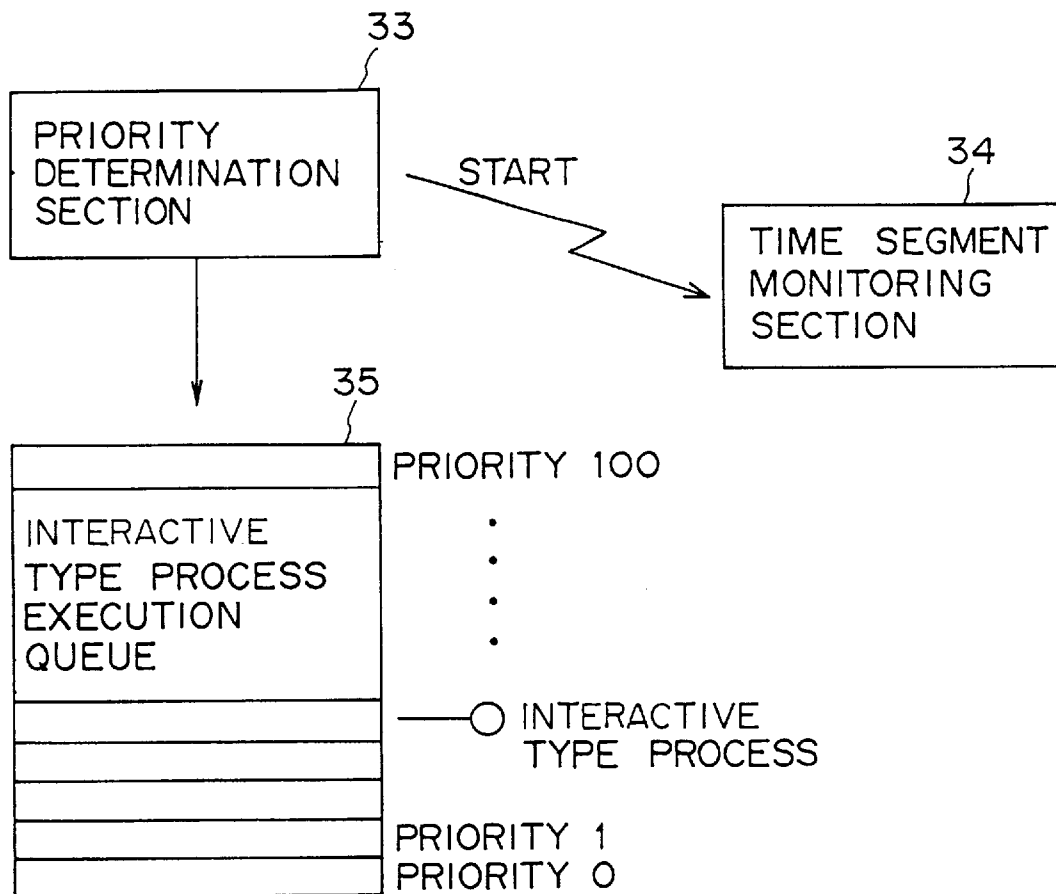 33
PRIORITY
DETERMINATION
SECTION
START
34
TIME SEGMENT
MONITORING
SECTION
35
PRIORITY 100
INTERACTIVE
TYPE PROCESS
EXECUTION
QUEUE
INTERACTIVE
TYPE PROCESS
PRIORITY 1
PRIORITY 0